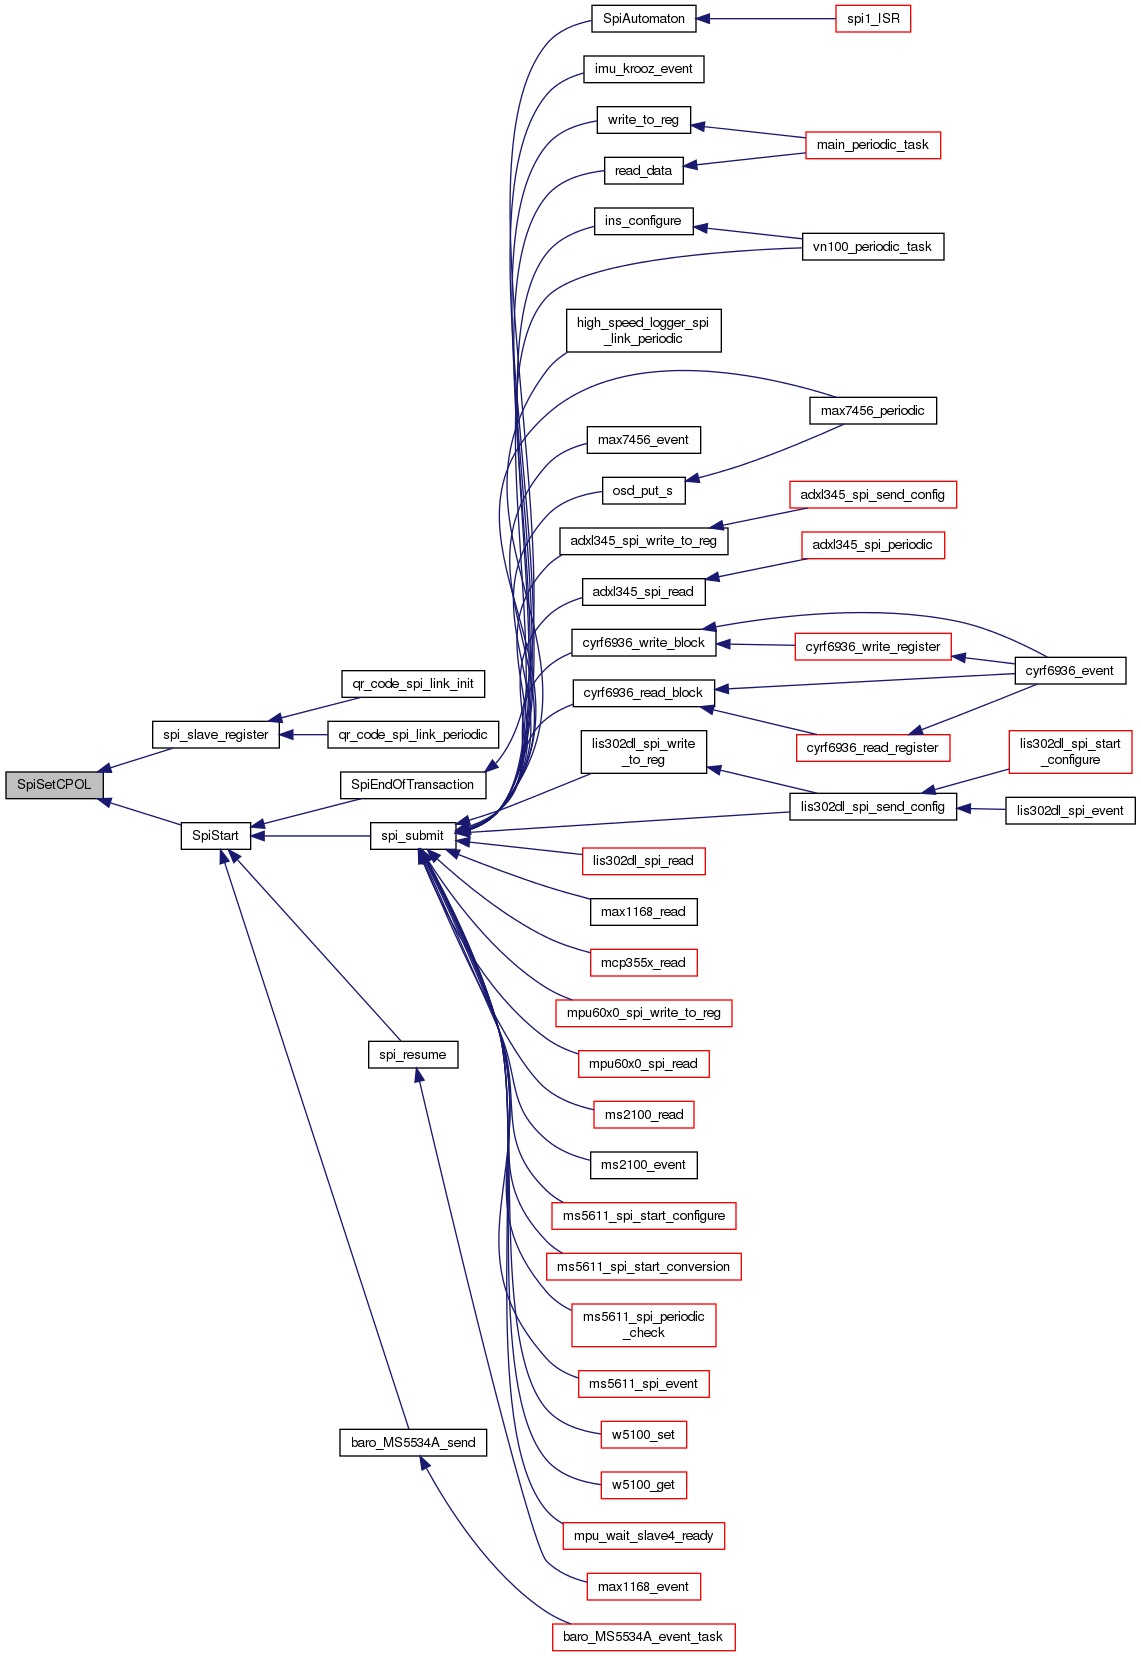 SpiAutomaton
spi1_ISR
imu_krooz_event
write_to_reg
main_periodic_task
read_data
ins_configure
vn100_periodic_task
high_speed_logger_spi
_link_periodic
max7456_periodic
max7456_event
osd_put_s
adxl345_spi_send_config
adxl345_spi_write_to_reg
adxl345_spi_periodic
adxl345_spi_read
cyrf6936_write_block
cyrf6936_write_register
cyrf6936_event
cyrf6936_read_block
cyrf6936_read_register
qr_code_spi_link_init
spi_slave_register
qr_code_spi_link_periodic
lis302dl_spi_write
_to_reg
lis302dl_spi_start
_configure
SpiSetCPOL
SpiEndOfTransaction
lis302dl_spi_send_config
lis302dl_spi_event
SpiStart
spi_submit
lis302dl_spi_read
max1168_read
mcp355x_read
mpu60x0_spi_write_to_reg
spi_resume
mpu60x0_spi_read
ms2100_read
ms2100_event
ms5611_spi_start_configure
ms5611_spi_start_conversion
ms5611_spi_periodic
_check
ms5611_spi_event
w5100_set
baro_MS5534A_send
w5100_get
mpu_wait_slave4_ready
max1168_event
baro_MS5534A_event_task